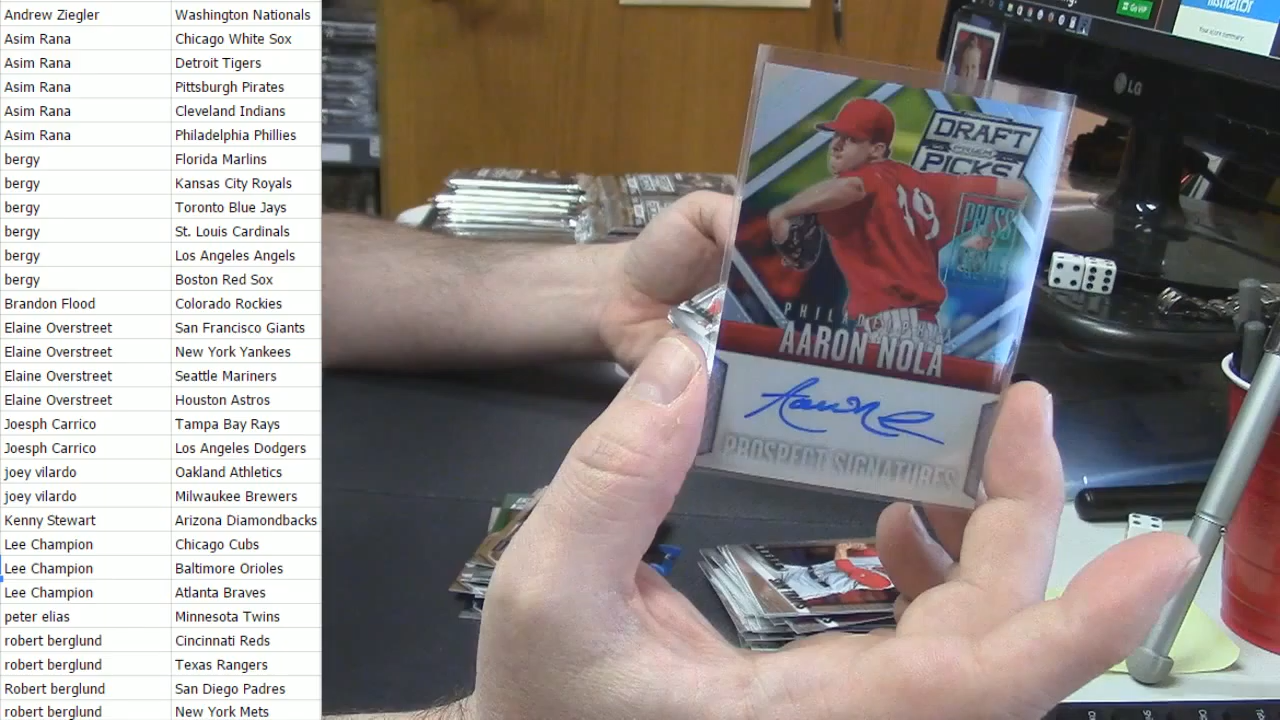 Andrew Ziegler Washington Nationals
Asim Rana Chicago White Sox
Asim Rana Detroit Tigers
Asim Rana Pittsburgh Pirates
Asim Rana Cleveland Indians
Asim Rana Philadelphia Phillies
bergy Florida Marlins
bergy Kansas City Royals
bergy Toronto Blue Jays
bergy St. Louis Cardinals
bergy Los Angeles Angels
bergy Boston Red Sox
Brandon Flood Colorado Rockies
Elaine Overstreet San Francisco Giants
Elaine Overstreet New York Yankees
Elaine Overstreet Seattle Mariners
Elaine Overstreet Houston Astros
Joesph Carrico Tampa Bay Rays
Joesph Carrico Los Angeles Dodgers
joey vilardo Oakland Athletics
joey vilardo Milwaukee Brewers
Kenny Stewart Arizona Diamondbacks
Lee Champion Chicago Cubs
Lee Champion Baltimore Orioles
Lee Champion Atlanta Braves
peter elias Minnesota Twins
robert berglund Cincinnati Reds
robert berglund Texas Rangers
Robert berglund San Diego Padres
robert berglund New York Mets
Go VIP
LG
DRAFT
PICKS
19
PRESS
PHILADELPHIA
AARON NOLA
PROSPECT SIGNATURES